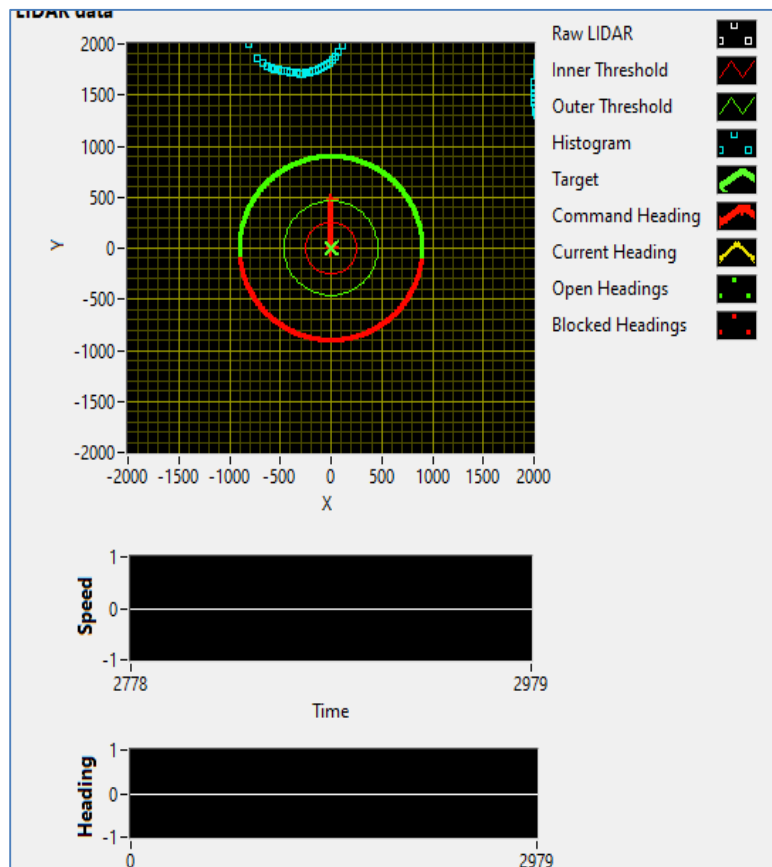 LIDAR data
Raw LIDAR
Inner Threshold
Outer Threshold
Histogram
Target
Command Heading
Current Heading
Open Headings
Blocked Headings
2000
1500
1000
500
0
-500
-1000
-1500
-2000
Y
-2000 -1500 -1000 -500 0 500 1000 1500 2000
X
1
0
-1
Speed
2778 2979
Time
1
0
-1
Heading
0 2979